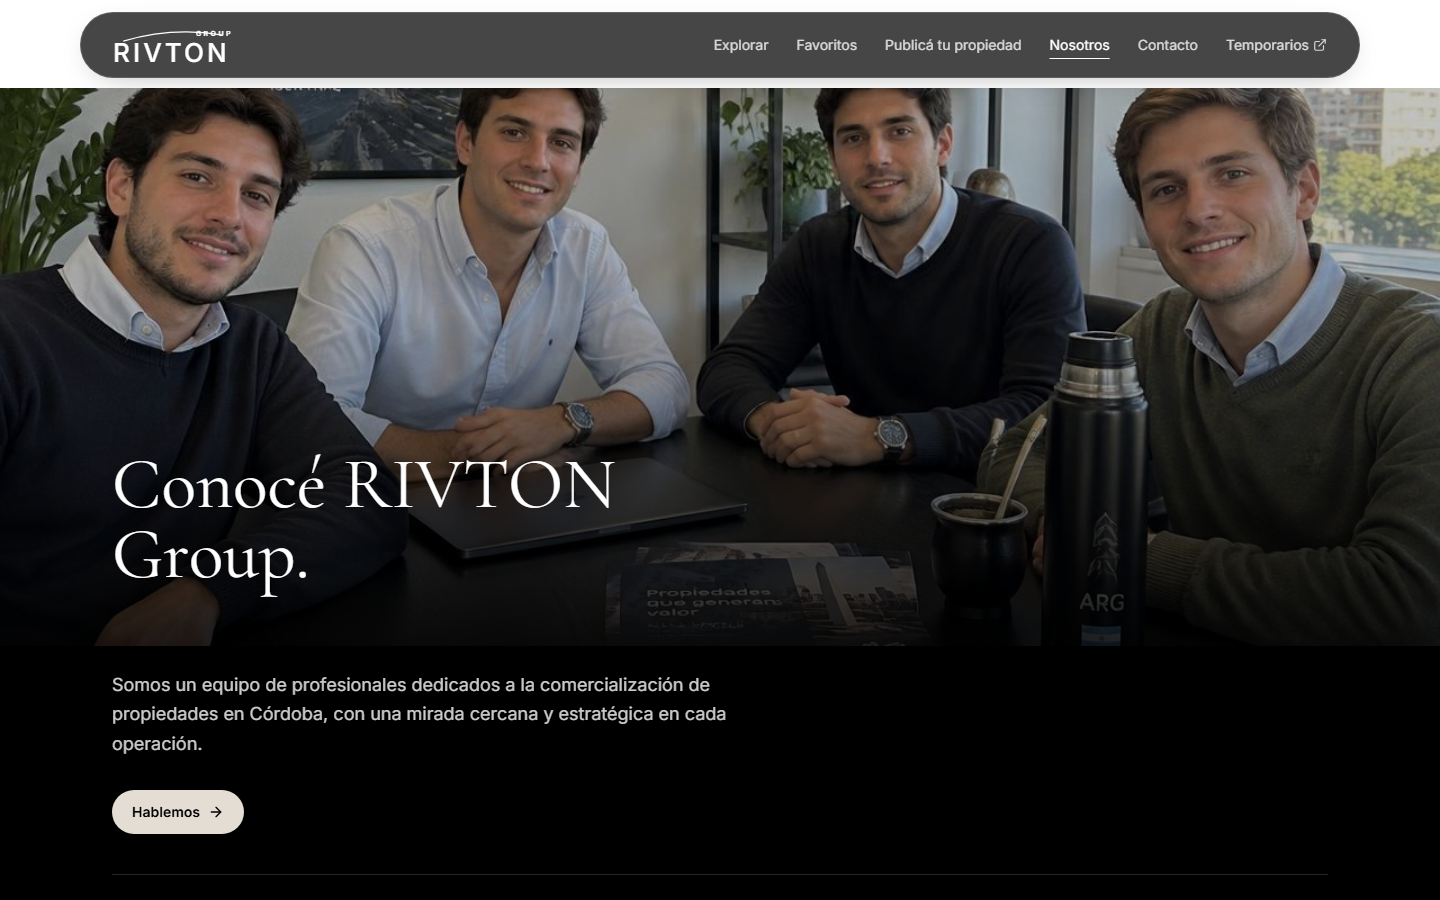 GROUP
RIVTON
Explorar
Favoritos
Publicá tu propiedad
Nosotros
Contacto
Temporarios
Conocé RIVTON
Group.
Propiedades
que generan
valor
ARG
Somos un equipo de profesionales dedicados a la comercialización de
propiedades en Córdoba, con una mirada cercana y estratégica en cada
operación.
Hablemos